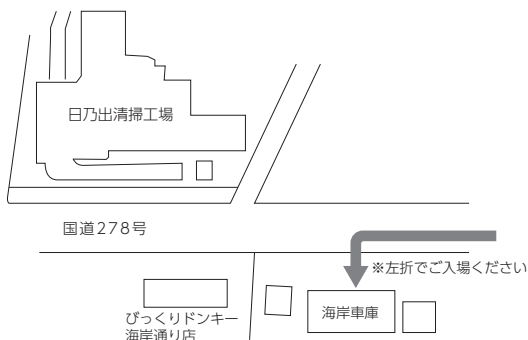 日乃出清掃工場
国道278号
※左折でご入場ください
海岸車庫
びっくりドンキー
海岸通り店